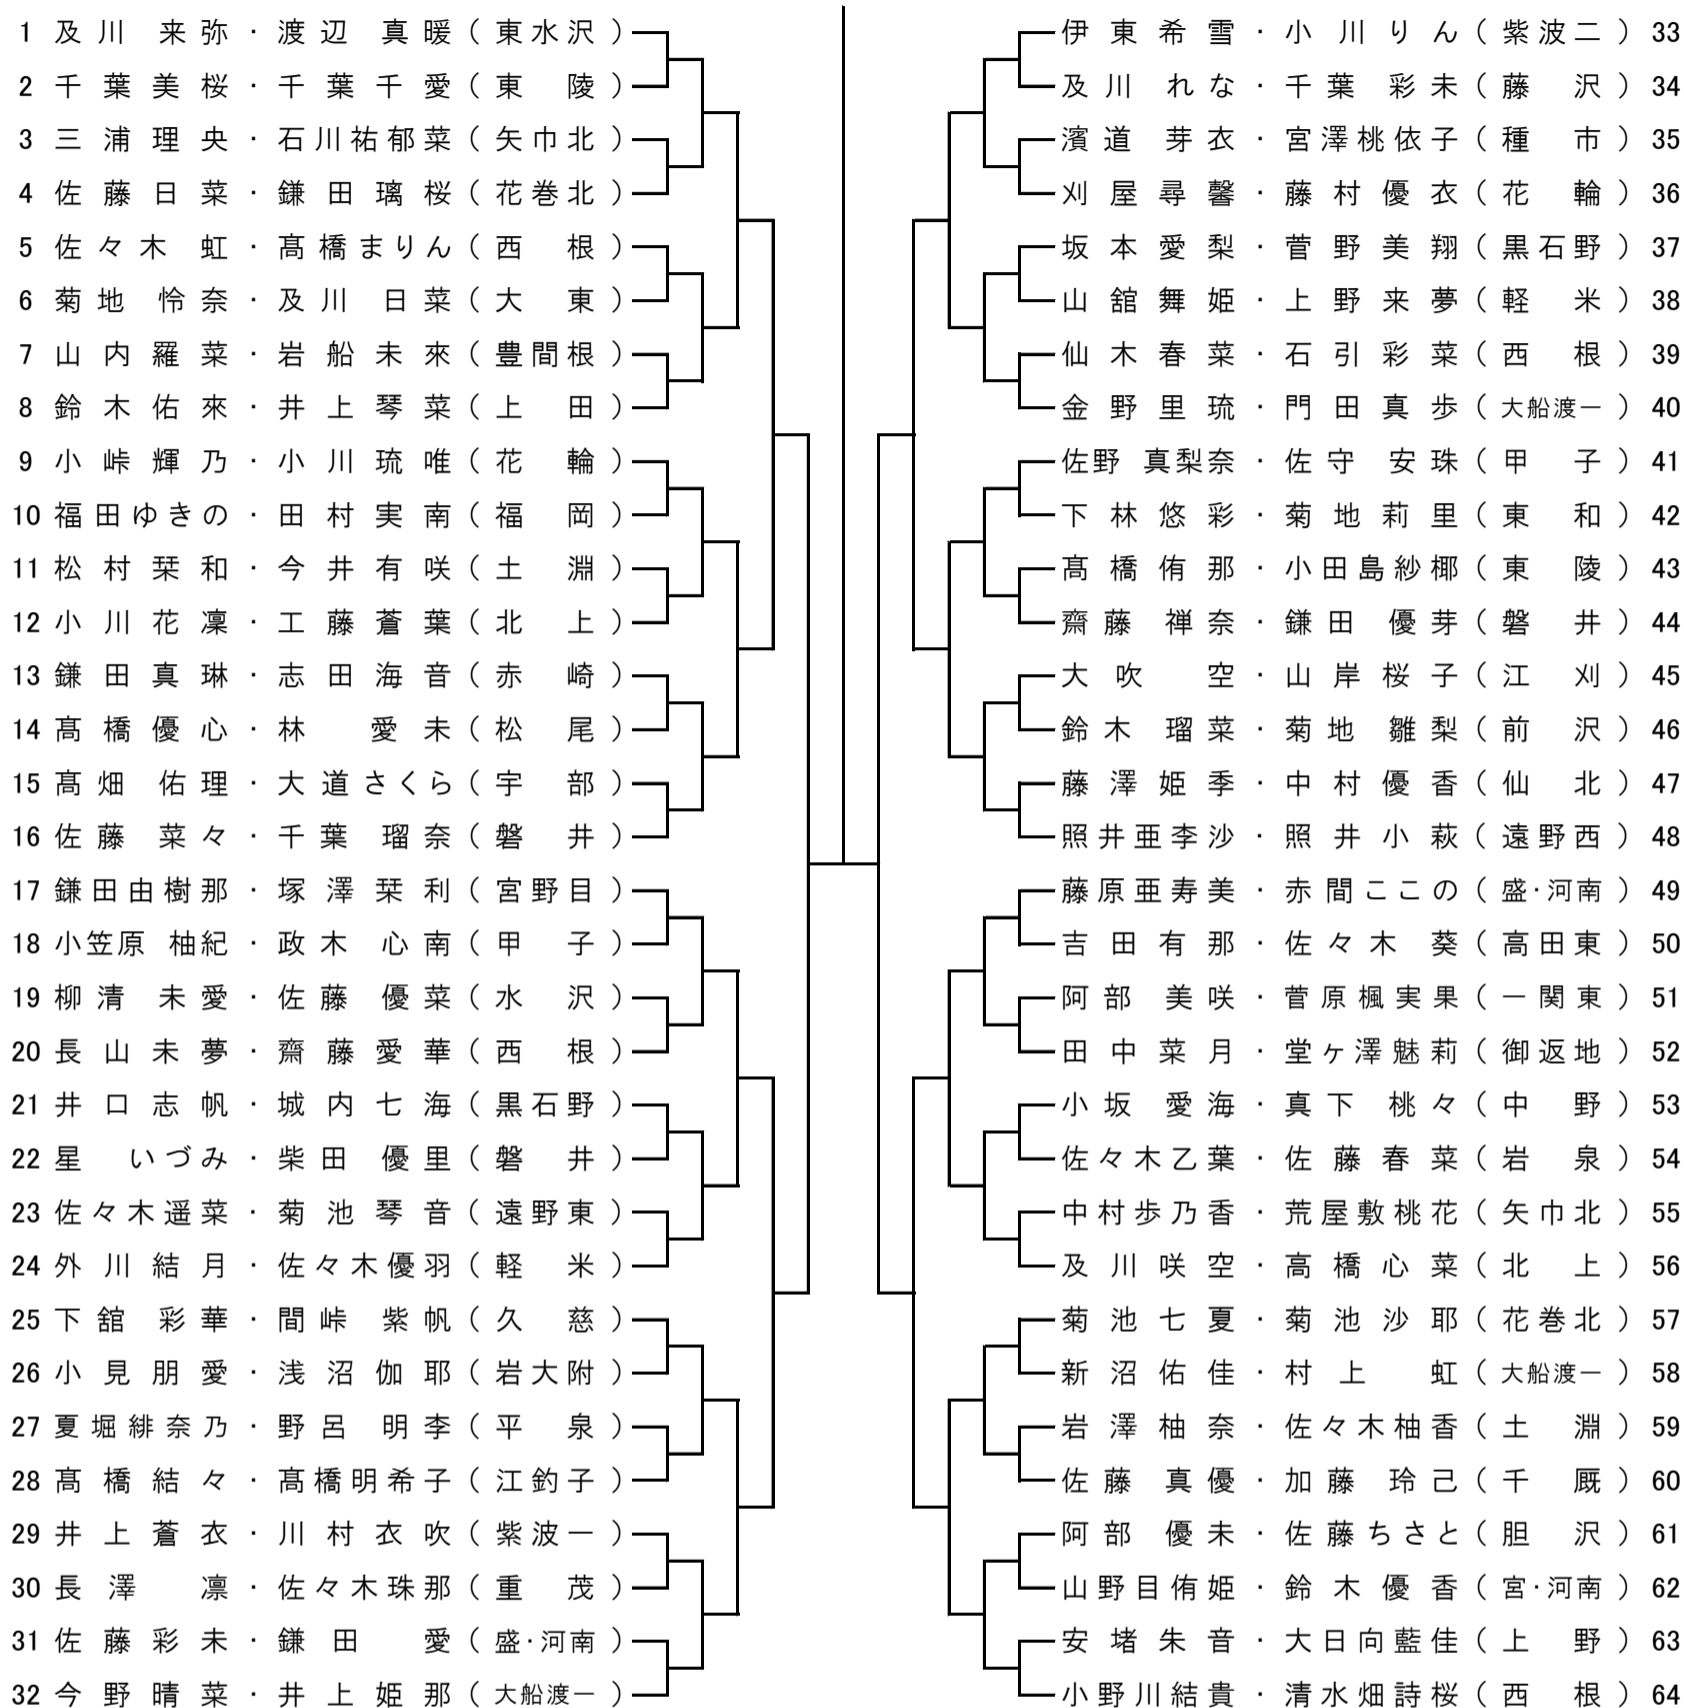 1 及川 来弥・渡辺 真暖（東水沢）
2 千葉美桜・千葉千愛（東 陵）
3 三浦理央・石川祐郁菜（矢巾北）
4 佐藤日菜・鎌田璃桜（花巻北）
5 佐々木 虹・髙橋まりん（西 根）
6 菊地 怜奈・及川 日菜（大 東）
7 山内羅菜・岩船未來（豊間根）
8 鈴木佑來・井上琴菜（上 田）
9 小峠輝乃・小川琉唯（花 輪）
10 福田ゆきの・田村実南（福 岡）
11 松村栞和・今井有咲（土 淵）
12 小川花凜・工藤蒼葉（北 上）
13 鎌田真琳・志田海音（赤 崎）
14 髙橋優心・林 愛未（松 尾）
15 髙畑 佑理・大道さくら（宇 部）
16 佐藤 菜々・千葉 瑠奈（磐 井）
17 鎌田由樹那・塚澤栞利（宮野目）
18 小笠原 柚紀・政木 心南（甲 子）
19 柳清 未愛・佐藤 優菜（水 沢）
20 長山未夢・齋藤愛華（西 根）
21 井口志帆・城内七海（黒石野）
22 星 いづみ・柴田 優里（磐 井）
23 佐々木遥菜・菊池琴音（遠野東）
24 外川結月・佐々木優羽（軽 米）
25 下舘 彩華・間峠 紫帆（久 慈）
26 小見朋愛・浅沼伽耶（岩大附）
27 夏堀緋奈乃・野呂 明李（平 泉）
28 髙橋結々・髙橋明希子（江釣子）
29 井上蒼衣・川村衣吹（紫波一）
30 長澤 凛・佐々木珠那（重 茂）
31 佐藤彩未・鎌田 愛（盛・河南）
32 今野晴菜・井上姫那（大船渡一）
伊東希雪・小川りん（紫波二）33
及川 れな・千葉 彩未（藤 沢）34
濱道 芽衣・宮澤桃依子（種 市）35
刈屋尋馨・藤村優衣（花 輪）36
坂本愛梨・菅野美翔（黒石野）37
山舘舞姫・上野来夢（軽 米）38
仙木春菜・石引彩菜（西 根）39
金野里琉・門田真歩（大船渡一）40
佐野 真梨奈・佐守 安珠（甲 子）41
下林悠彩・菊地莉里（東 和）42
髙橋侑那・小田島紗椰（東 陵）43
齋藤 禅奈・鎌田 優芽（磐 井）44
大吹 空・山岸桜子（江 刈）45
鈴木 瑠菜・菊地 雛梨（前 沢）46
藤澤姫季・中村優香（仙 北）47
照井亜李沙・照井小萩（遠野西）48
藤原亜寿美・赤間ここの（盛・河南）49
吉田有那・佐々木 葵（高田東）50
阿部 美咲・菅原楓実果（一関東）51
田中菜月・堂ヶ澤魅莉（御返地）52
小坂 愛海・真下 桃々（中 野）53
佐々木乙葉・佐藤春菜（岩 泉）54
中村歩乃香・荒屋敷桃花（矢巾北）55
及川咲空・高橋心菜（北 上）56
菊池七夏・菊池沙耶（花巻北）57
新沼佑佳・村上 虹（大船渡一）58
岩澤柚奈・佐々木柚香（土 淵）59
佐藤 真優・加藤 玲己（千 厩）60
阿部 優未・佐藤ちさと（胆 沢）61
山野目侑姫・鈴木優香（宮・河南）62
安堵朱音・大日向藍佳（上 野）63
小野川結貴・清水畑詩桜（西 根）64